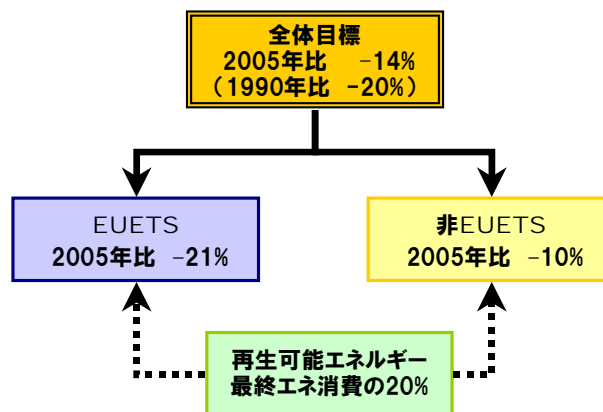 全体目標
2005年比 -14%
（1990年比 -20%）
EUETS
2005年比 -21%
非EUETS
2005年比 -10%
再生可能エネルギー
最終エネ消費の20%